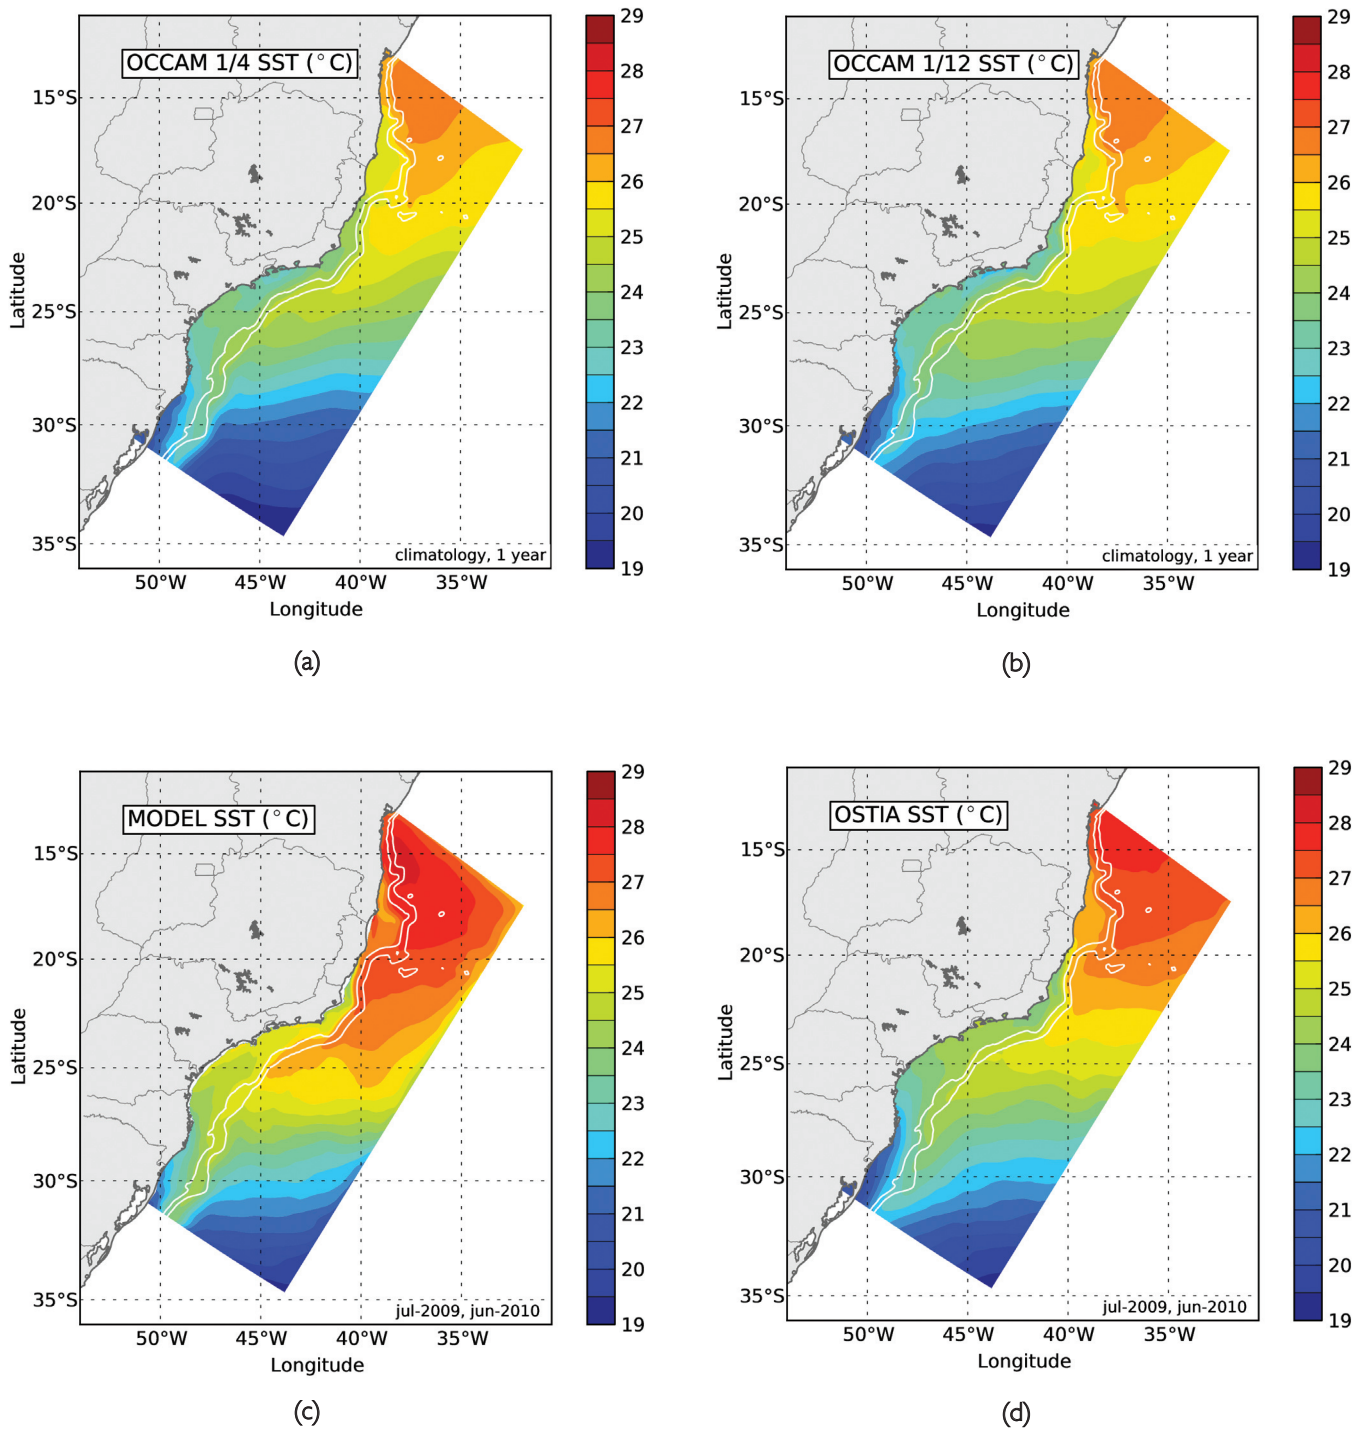 OCCAM 1/4 SST (°C)
15°S
20°S
25°S
30°S
35°S
Latitude
50°W 45°W 40°W 35°W
Longitude
climatology, 1 year
29
28
27
26
25
24
23
22
21
20
19
(a)
OCCAM 1/12 SST (°C)
15°S
20°S
25°S
30°S
35°S
Latitude
50°W 45°W 40°W 35°W
Longitude
climatology, 1 year
29
28
27
26
25
24
23
22
21
20
19
(b)
MODEL SST (°C)
15°S
20°S
25°S
30°S
35°S
Latitude
50°W 45°W 40°W 35°W
Longitude
jul-2009, jun-2010
29
28
27
26
25
24
23
22
21
20
19
(c)
OSTIA SST (°C)
15°S
20°S
25°S
30°S
35°S
Latitude
50°W 45°W 40°W 35°W
Longitude
jul-2009, jun-2010
29
28
27
26
25
24
23
22
21
20
19
(d)